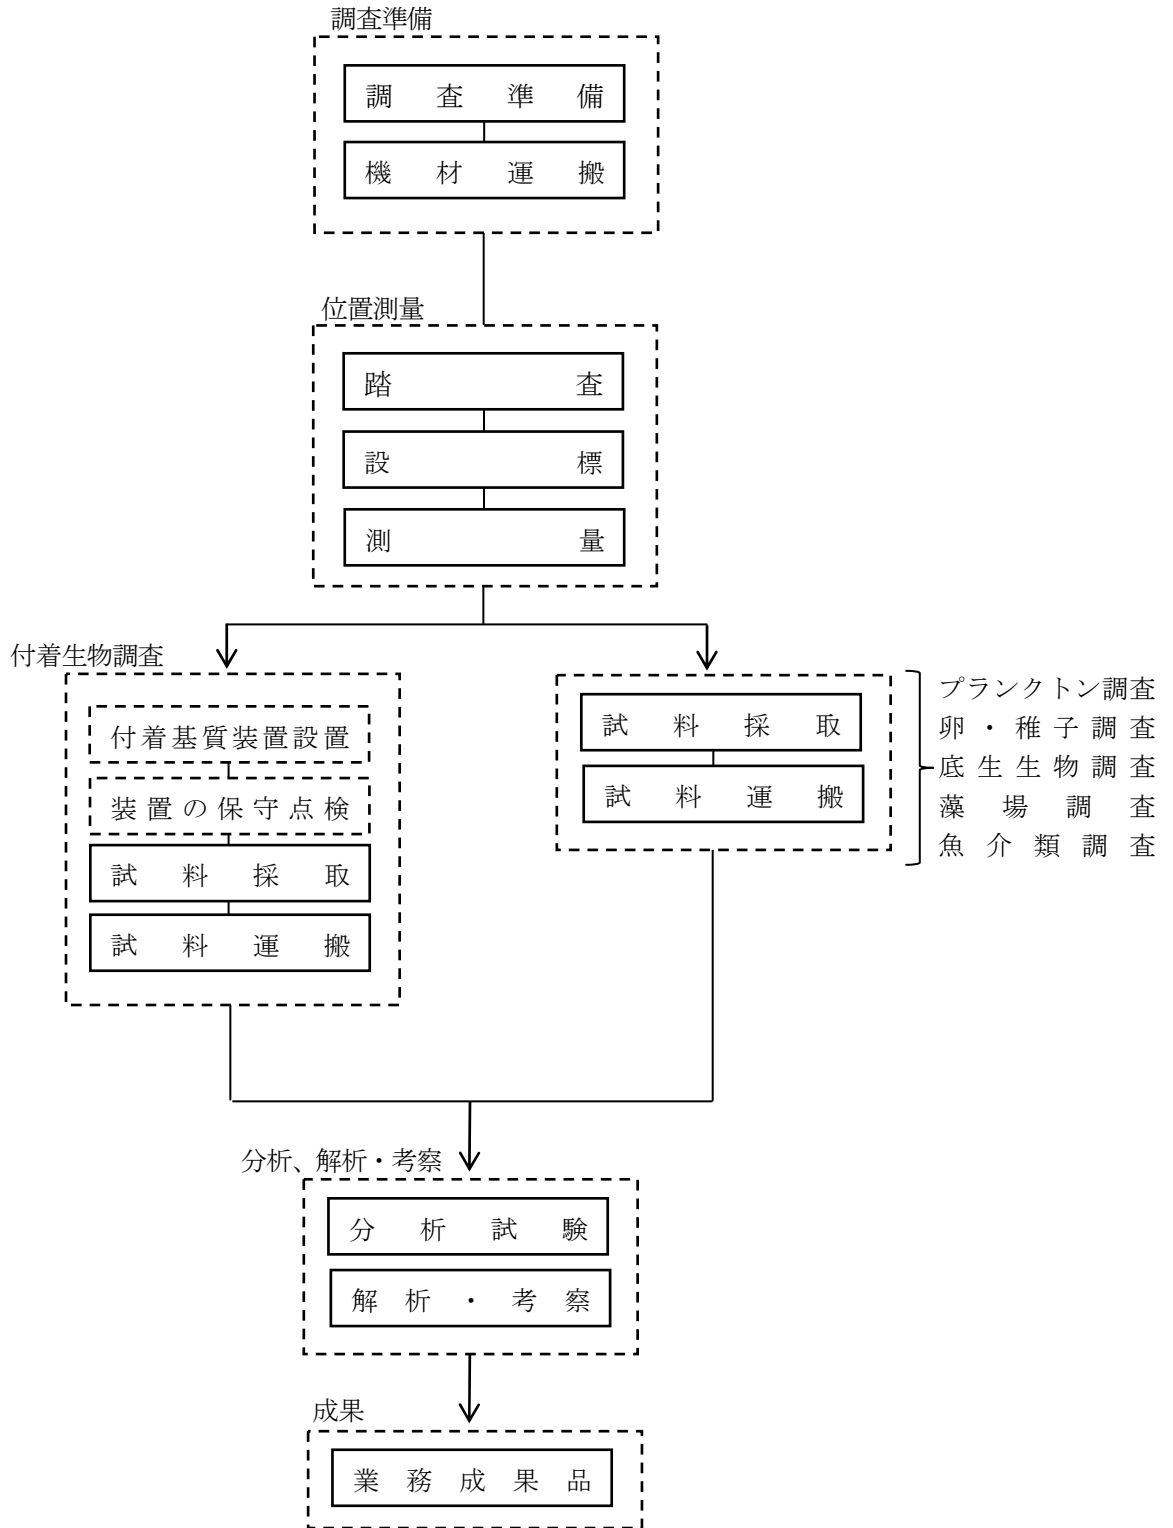 調査準備
調査準備
機材運搬
位置測量
踏査
設標
測量
付着生物調査
付着基質装置設置
装置の保守点検
試料採取
試料運搬
試料採取
試料運搬
プランクトン調査
卵・稚子調査
底生生物調査
藻場調査
魚介類調査
分析、解析・考察
分析試験
解析・考察
成果
業務成果品